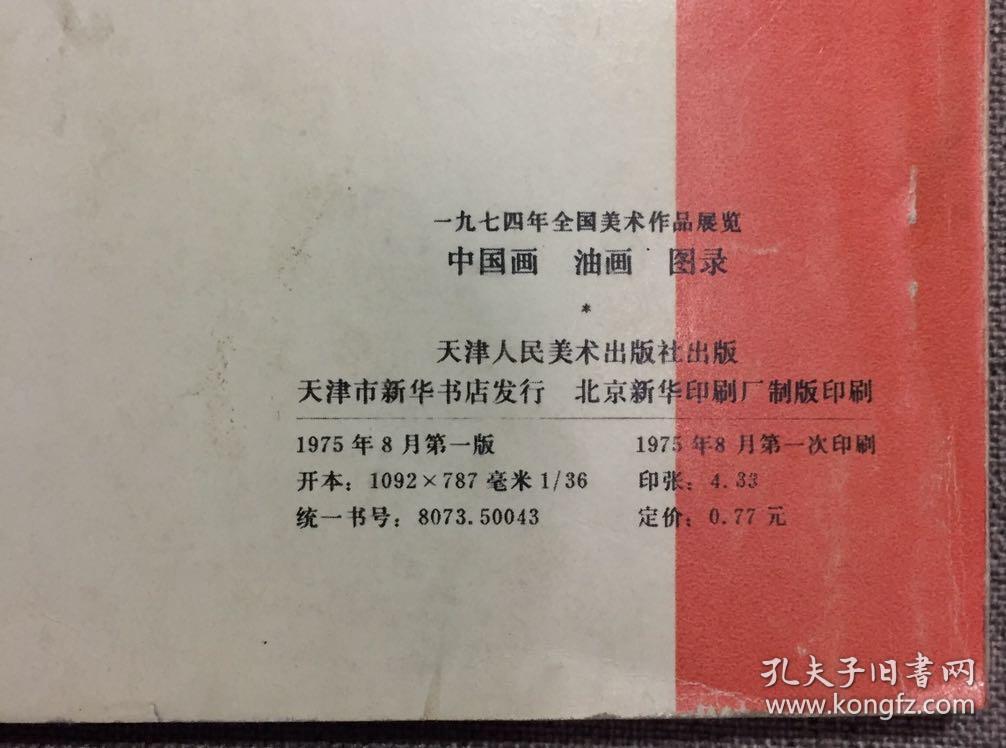 一九七四年全国美术作品展览
中国画 油画 图录
*
天津人民美术出版社出版
天津市新华书店发行 北京新华印刷厂制版印刷
1975年8月第一版 1975年8月第一次印刷
开本：1092×787毫米1/36 印张：4.33
统一书号：8073.50043 定价：0.77元
孔夫子旧书网
www.kongfz.com